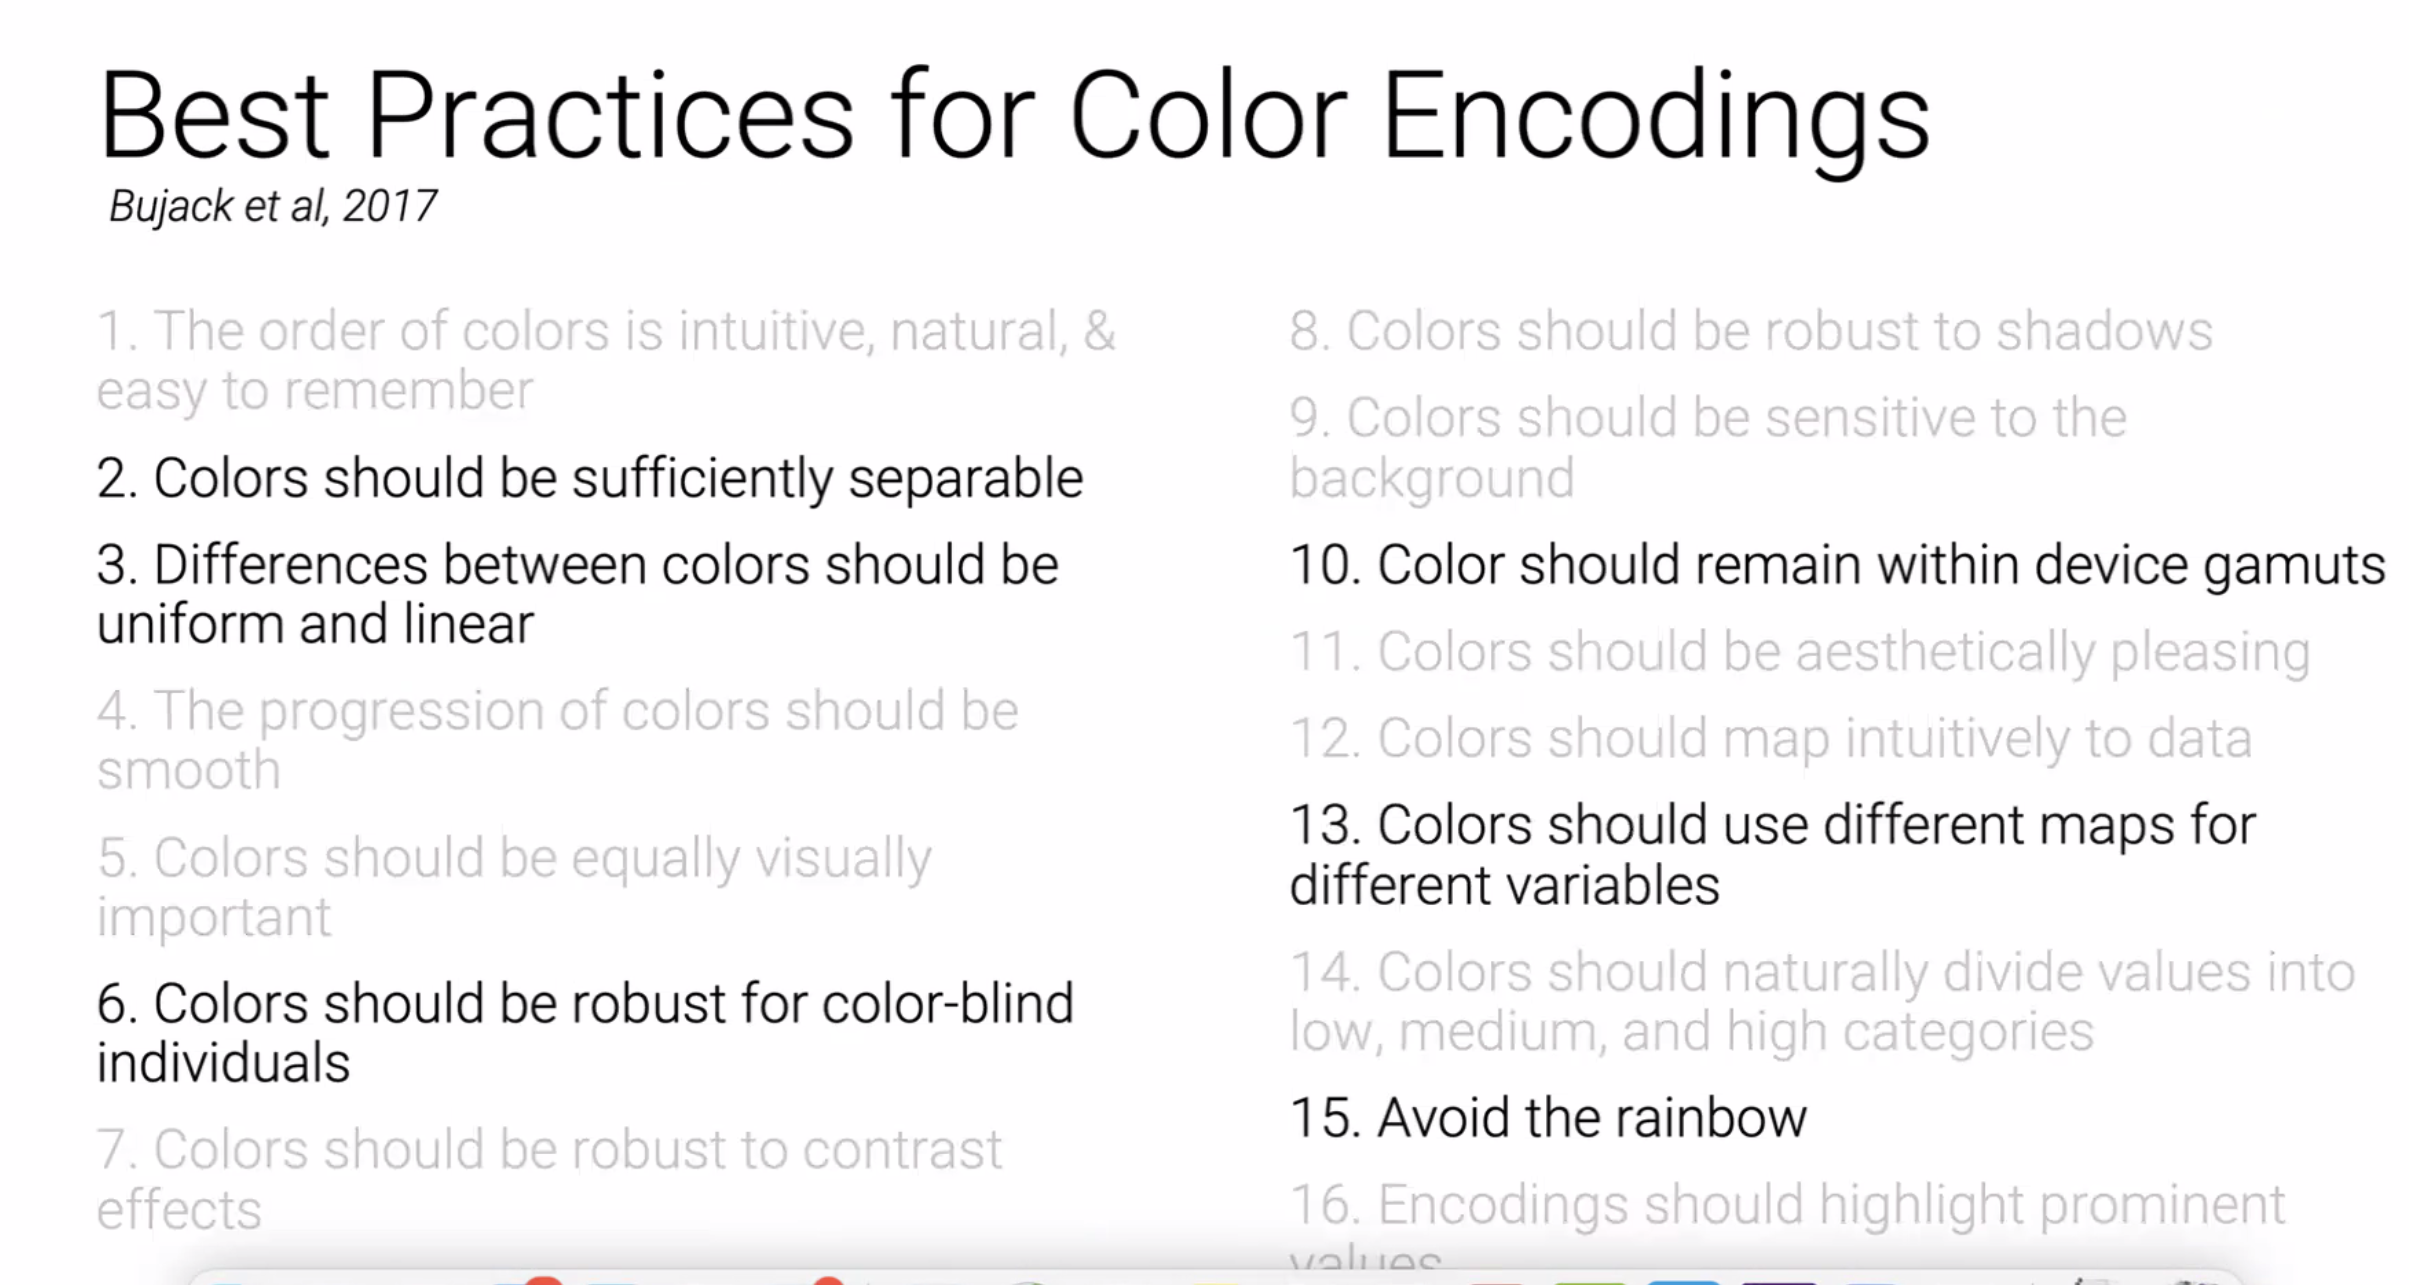 Best Practices for Color Encodings
Bujack et al, 2017
1. The order of colors is intuitive, natural, &
easy to remember
2. Colors should be sufficiently separable
3. Differences between colors should be
uniform and linear
4. The progression of colors should be
smooth
5. Colors should be equally visually
important
6. Colors should be robust for color-blind
individuals
7. Colors should be robust to contrast
effects
8. Colors should be robust to shadows
9. Colors should be sensitive to the
background
10. Color should remain within device gamuts
11. Colors should be aesthetically pleasing
12. Colors should map intuitively to data
13. Colors should use different maps for
different variables
14. Colors should naturally divide values into
low, medium, and high categories
15. Avoid the rainbow
16. Encodings should highlight prominent
values